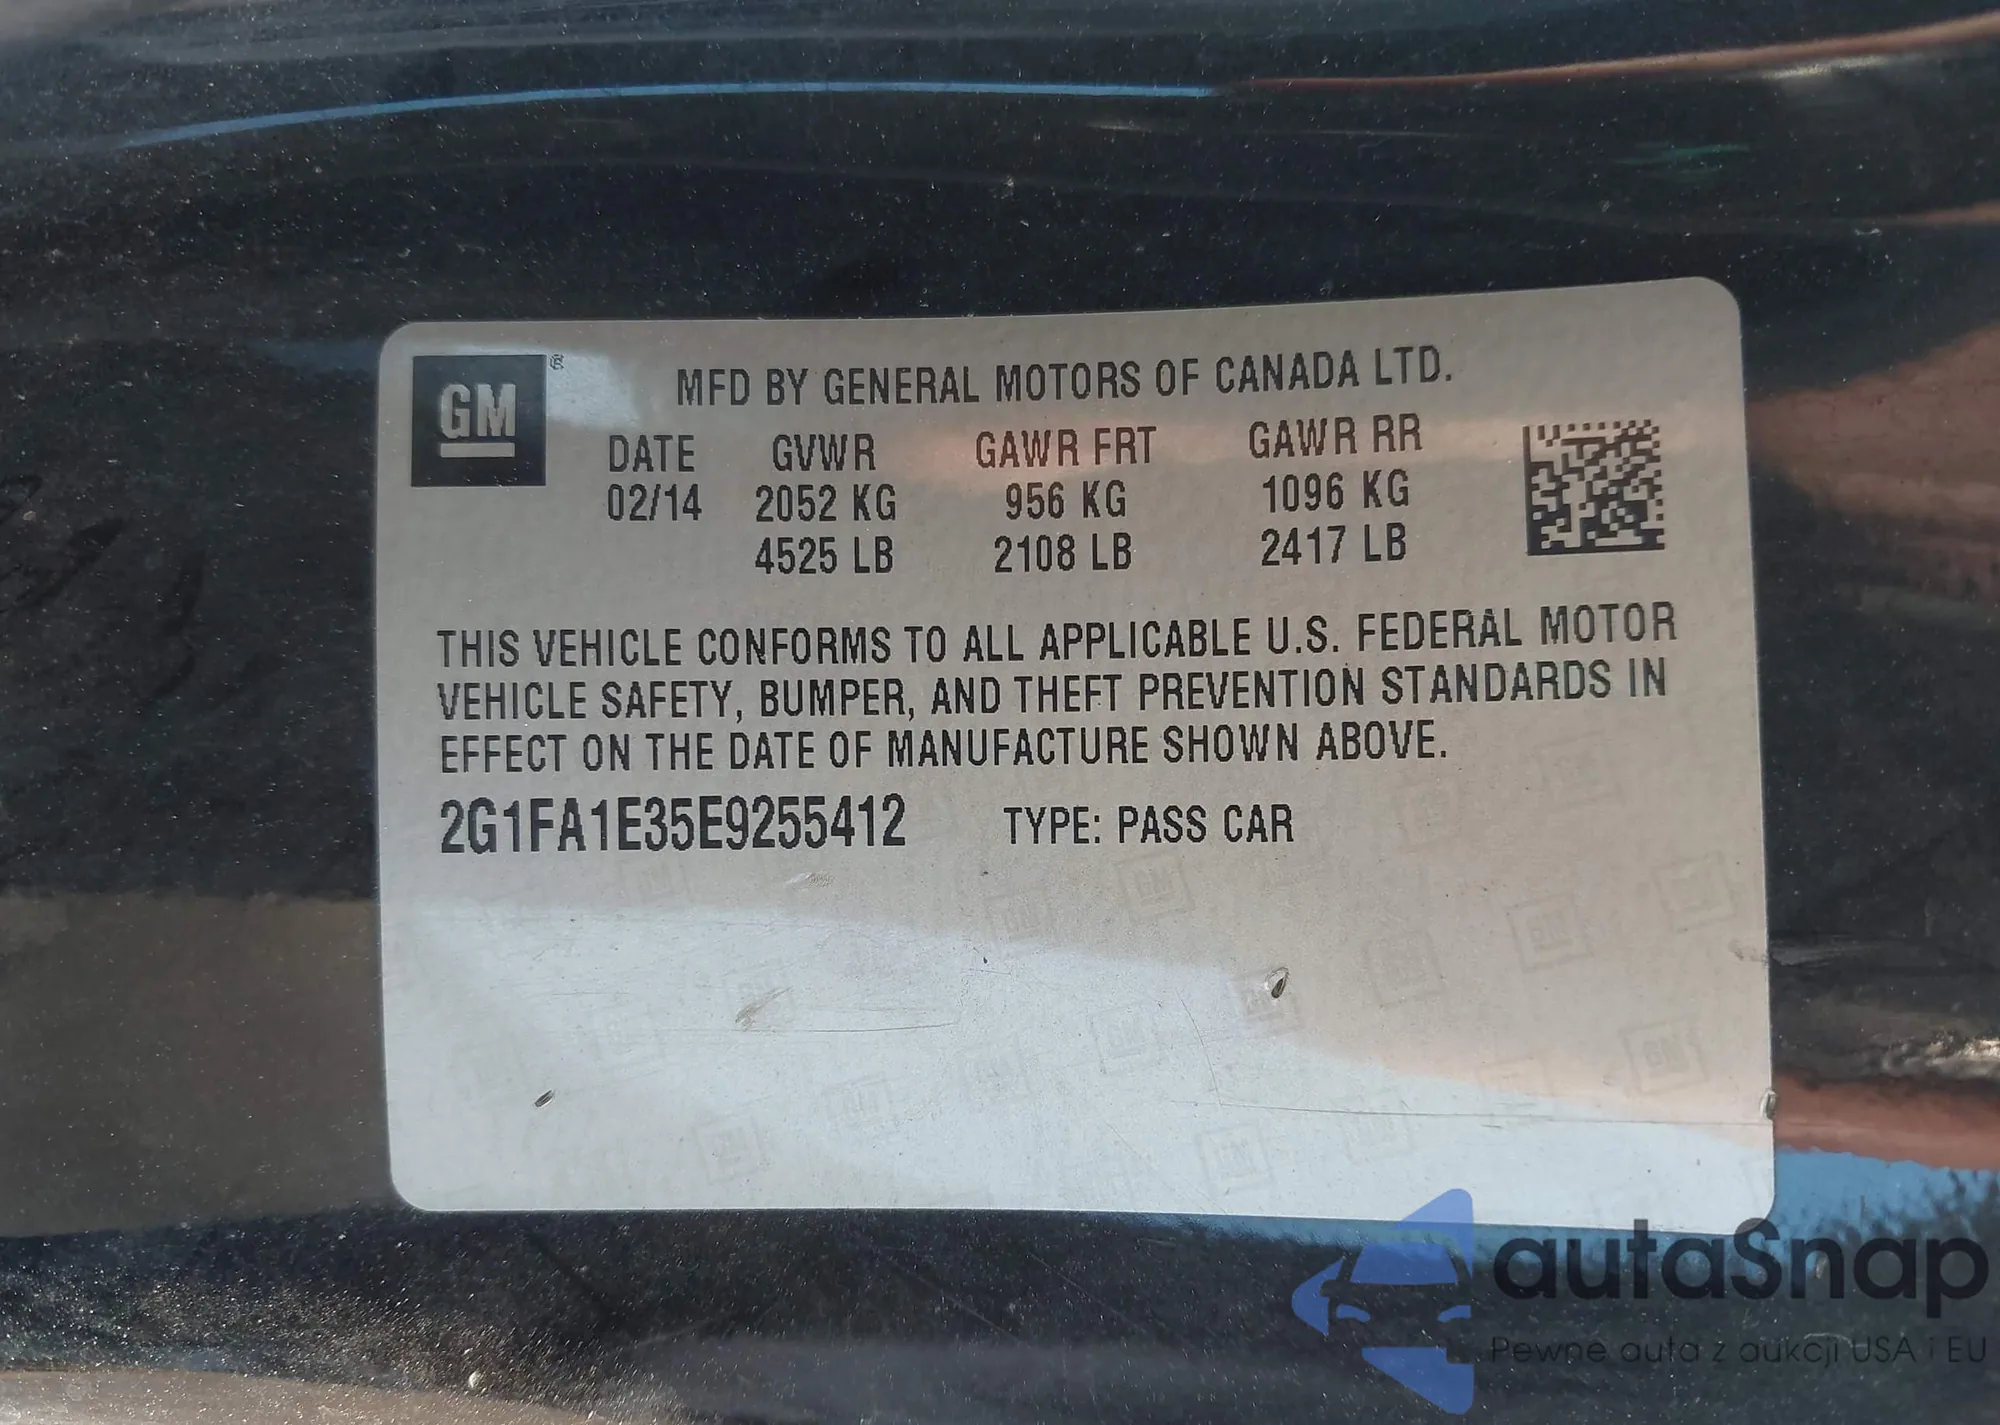 GM ®
MFD BY GENERAL MOTORS OF CANADA LTD.
DATE GVWR GAWR FRT GAWR RR
02/14 2052 KG 956 KG 1096 KG
4525 LB 2108 LB 2417 LB
THIS VEHICLE CONFORMS TO ALL APPLICABLE U.S. FEDERAL MOTOR
VEHICLE SAFETY, BUMPER, AND THEFT PREVENTION STANDARDS IN
EFFECT ON THE DATE OF MANUFACTURE SHOWN ABOVE.
2G1FA1E35E9255412 TYPE: PASS CAR
autaSnap
Pewne auta z aukcji USA i EU